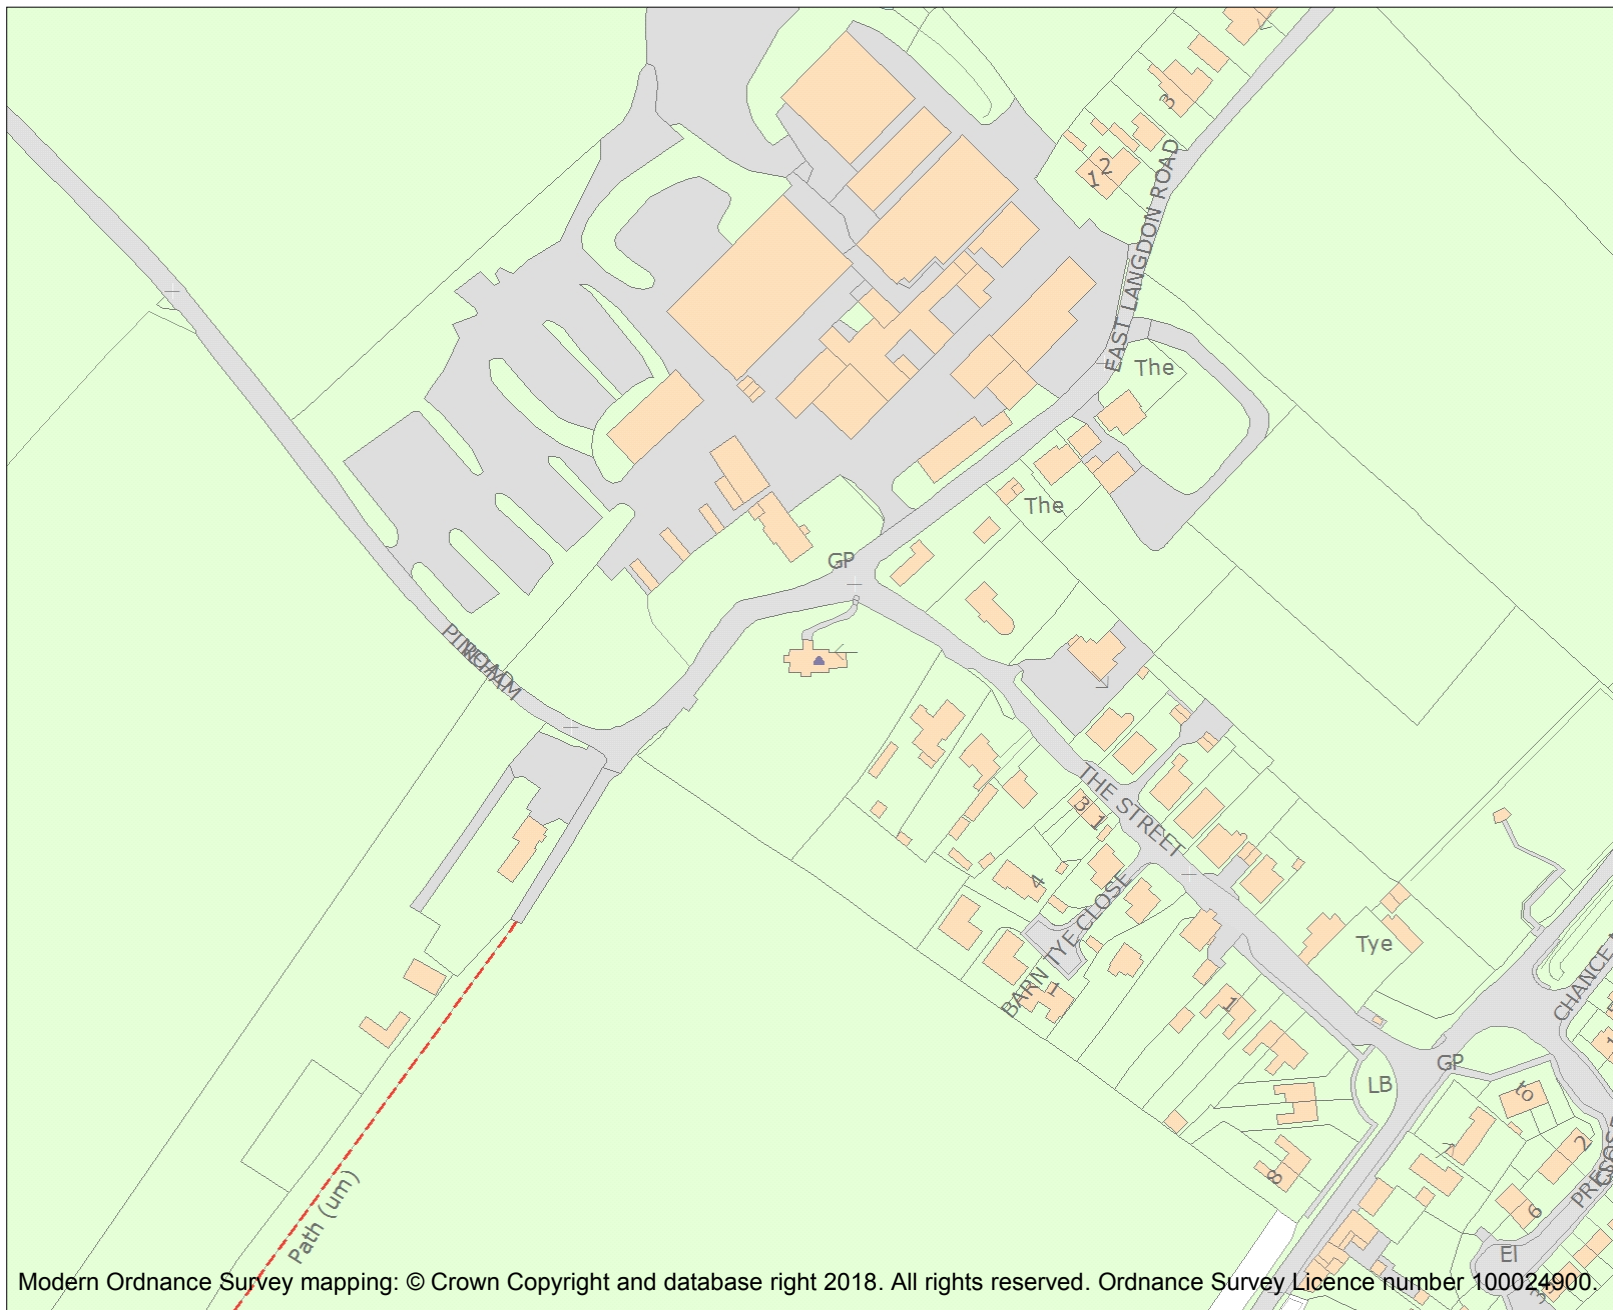 3
1 2
EAST LANGDON ROAD
The
The
GP
PINEHAM
ROAD
THE STREET
3
1
4
BARN TYE CLOSE
1
1
Tye
GP
LB
to
2
6
8
El
Path (um)
Modern Ordnance Survey mapping: © Crown Copyright and database right 2018. All rights reserved. Ordnance Survey Licence number 100024900.